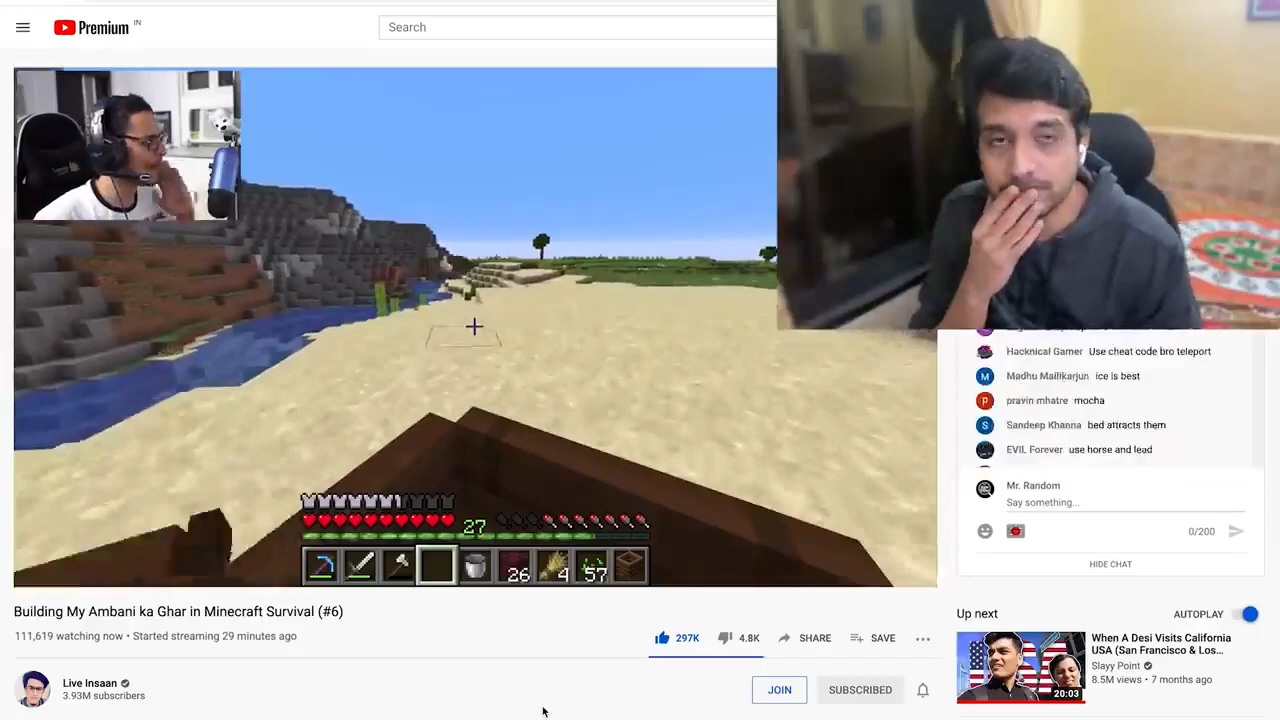 Premium IN
Search
Hacknical Gamer Use cheat code bro teleport
Madhu Mallikarjun ice is best
pravin mhatre mocha
Sandeep Khanna bed attracts them
EVIL Forever use horse and lead
Mr. Random
Say something...
0/200
HIDE CHAT
27
26
4
57
Building My Ambani ka Ghar in Minecraft Survival (#6)
111,619 watching now • Started streaming 29 minutes ago
297K
4.8K
SHARE
SAVE
Live Insaan
3.93M subscribers
JOIN
SUBSCRIBED
Up next
AUTOPLAY
When A Desi Visits California
USA (San Francisco & Los...
Slayy Point
8.5M views • 7 months ago
20:03